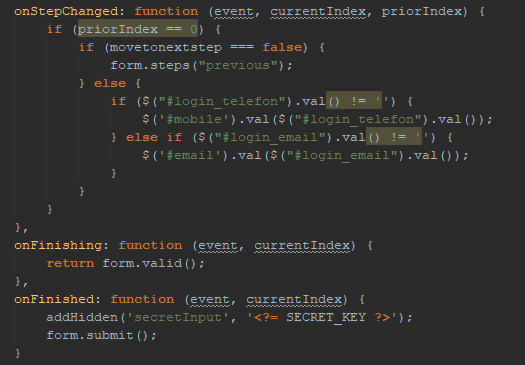 onStepChanged: function (event, currentIndex, priorIndex) {
    if (priorIndex == 0) {
        if (movetonextstep === false) {
            form.steps("previous");
        } else {
            if ($("#login_telefon").val() != '') {
                $('#mobile').val($("#login_telefon").val());
            } else if ($("#login_email").val() != '') {
                $('#email').val($("#login_email").val());
            }
        }
    }
},
onFinishing: function (event, currentIndex) {
    return form.valid();
},
onFinished: function (event, currentIndex) {
    addHidden('secretInput', '<?= SECRET_KEY ?>');
    form.submit();
}